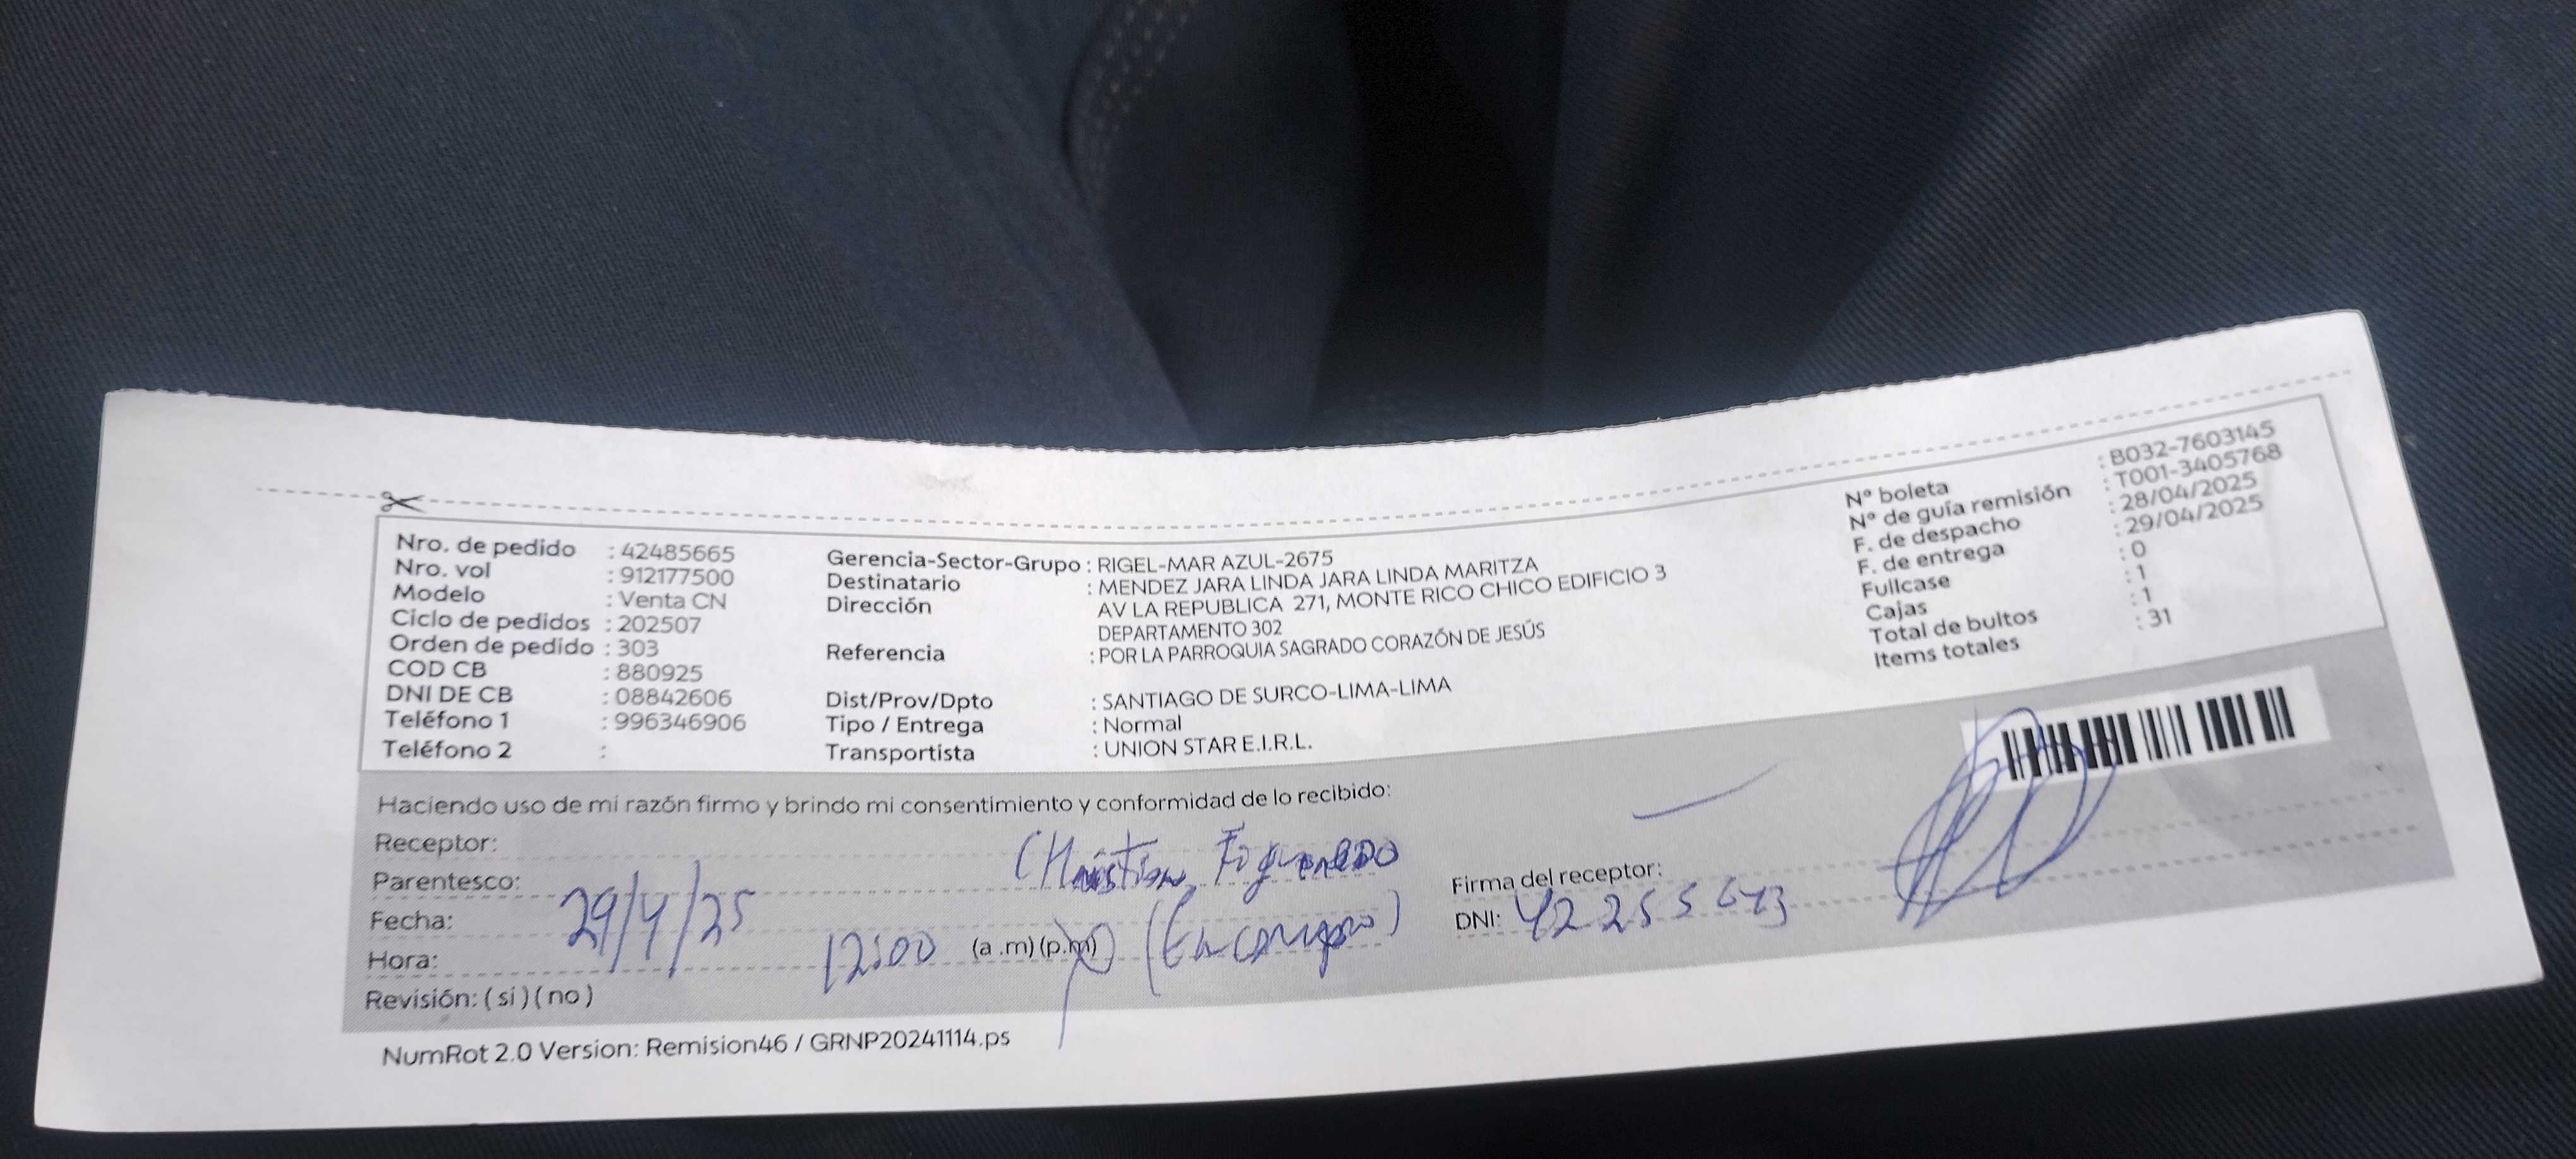 Nro. de pedido : 42485665
Nro. vol : 912177500
Modelo : Venta CN
Ciclo de pedidos : 202507
Orden de pedido : 303
COD CB : 880925
DNI DE CB : 08842606
Teléfono 1 : 996346906
Teléfono 2 :
Gerencia-Sector-Grupo : RIGEL-MAR AZUL-2675
Destinatario : MENDEZ JARA LINDA JARA LINDA MARITZA
Dirección AV LA REPUBLICA 271, MONTE RICO CHICO EDIFICIO 3
DEPARTAMENTO 302
Referencia : POR LA PARROQUIA SAGRADO CORAZÓN DE JESÚS
Dist/Prov/Dpto : SANTIAGO DE SURCO-LIMA-LIMA
Tipo / Entrega : Normal
Transportista : UNION STAR E.I.R.L.
N° boleta : B032-7603145
N° de guía remisión : T001-3405768
F. de despacho : 28/04/2025
F. de entrega : 29/04/2025
Fullcase : 0
Cajas : 1
Total de bultos : 1
Items totales : 31
Haciendo uso de mi razón firmo y brindo mi consentimiento y conformidad de lo recibido:
Receptor: Christian
Parentesco:
Fecha: 29/4/25
Hora: 12:00 (a .m) (p.m)
Revisión: ( si ) ( no )
Firma del receptor:
DNI: 42255643
NumRot 2.0 Version: Remision46 / GRNP20241114.ps